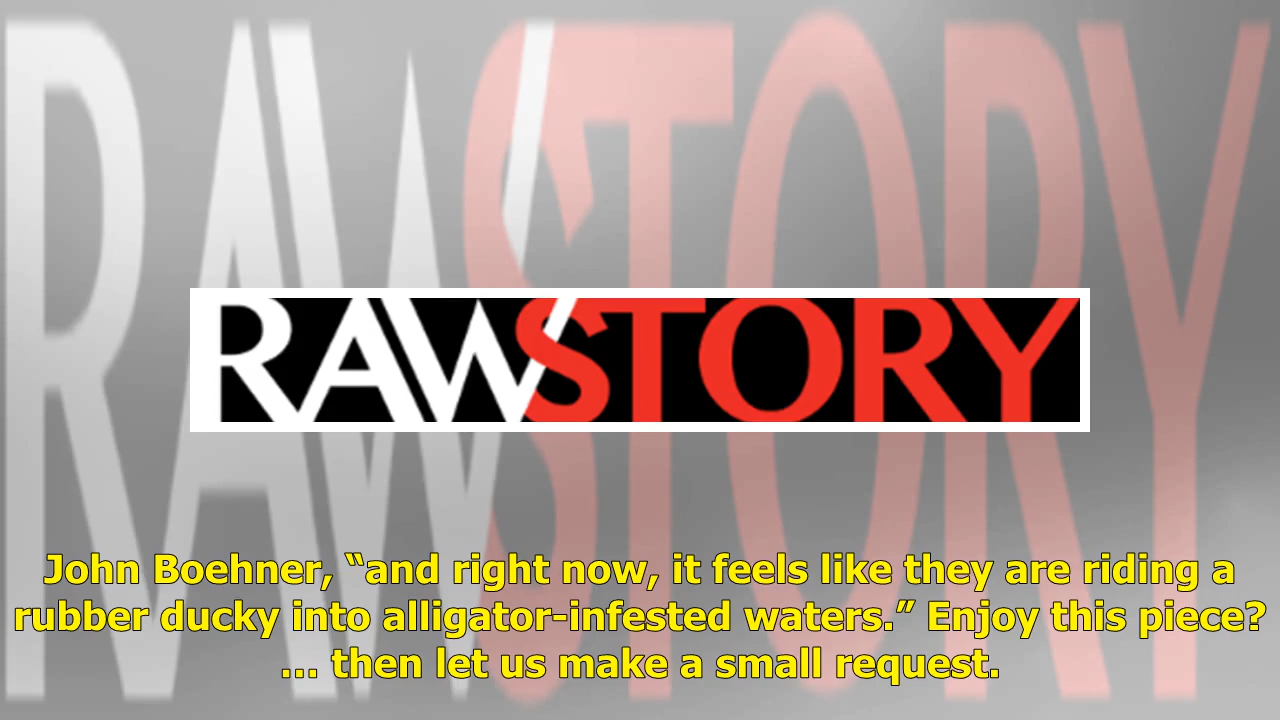 RAWSTORY
RAWSTORY
John Boehner, “and right now, it feels like they are riding a
rubber ducky into alligator-infested waters.” Enjoy this piece?
... then let us make a small request.